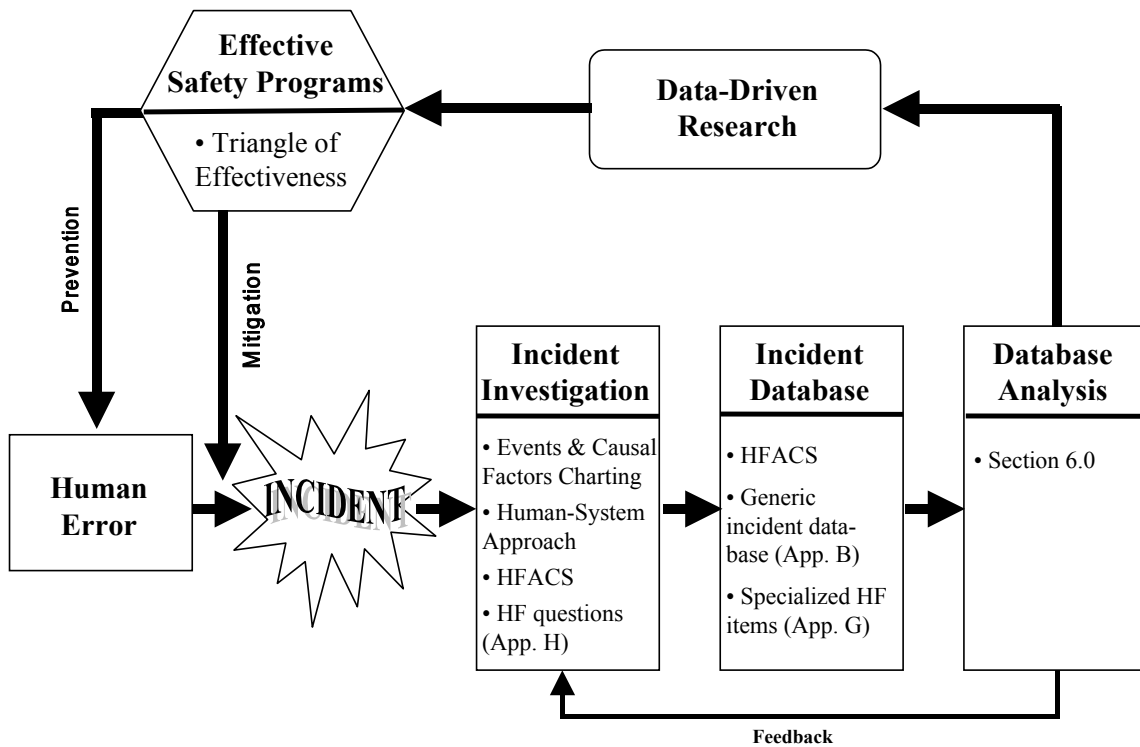 Effective
Safety Programs
• Triangle of
Effectiveness
Data-Driven
Research
Prevention
Mitigation
Human
Error
INCIDENT
Incident
Investigation
• Events & Causal
Factors Charting
• Human-System
Approach
• HFACS
• HF questions
(App. H)
Incident
Database
• HFACS
• Generic
incident data-
base (App. B)
• Specialized HF
items (App. G)
Database
Analysis
• Section 6.0
Feedback